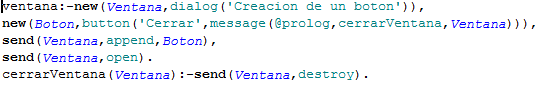 ventana:-new(Ventana,dialog('Creacion de un boton')),
new(Boton,button('Cerrar',message(@prolog,cerrarVentana,Ventana))),
send(Ventana,append,Boton),
send(Ventana,open).
cerrarVentana(Ventana):-send(Ventana,destroy).